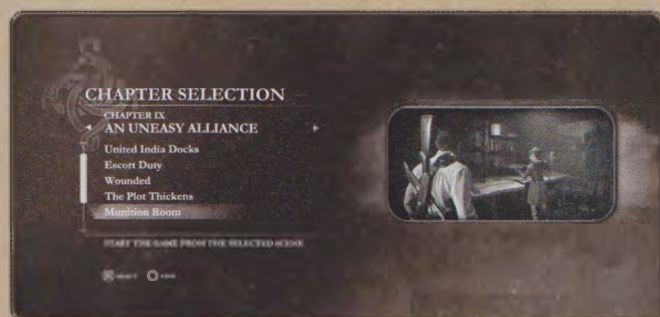 CHAPTER SELECTION
CHAPTER IX
AN UNEASY ALLIANCE
United India Docks
Escort Duty
Wounded
The Plot Thickens
Munition Room
START THE GAME FROM THE SELECTED SCENE